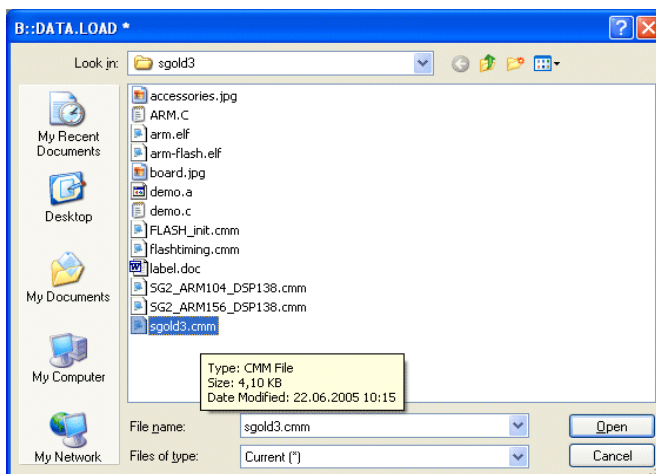 B::DATA.LOAD *
Look in: sgold3
My Recent
Documents
Desktop
My Documents
My Computer
My Network
accessories.jpg
ARM.C
arm.elf
arm-flash.elf
board.jpg
demo.a
demo.c
FLASH_init.cmm
flashtiming.cmm
label.doc
SG2_ARM104_DSP138.cmm
SG2_ARM156_DSP138.cmm
sgold3.cmm
Type: CMM File
Size: 4,10 KB
Date Modified: 22.06.2005 10:15
File name: sgold3.cmm Open
Files of type: Current (*) Cancel